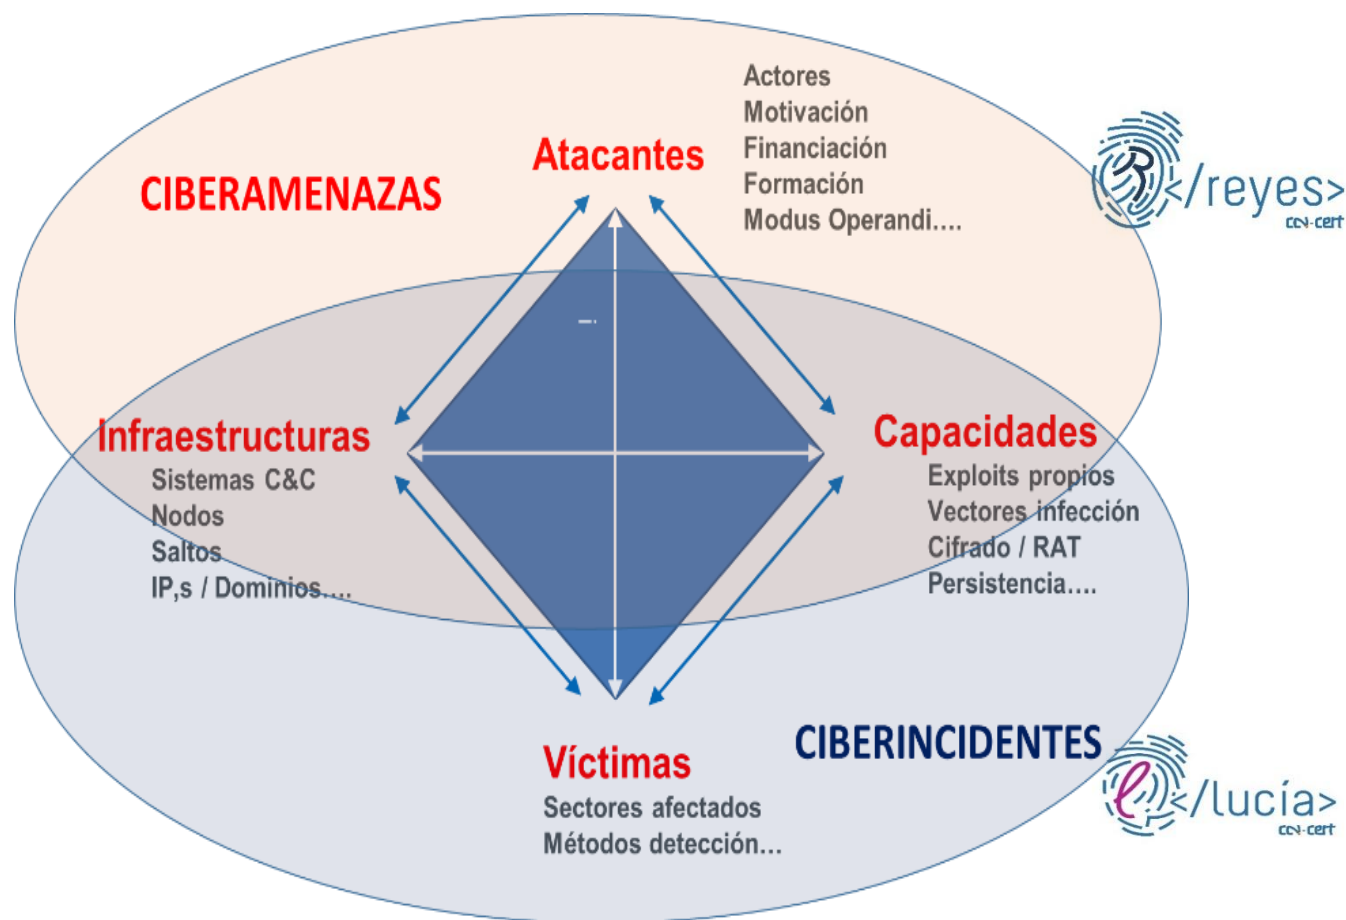 Actores
Motivación
Financiación
Formación
Modus Operandi....
Atacantes
CIBERAMENAZAS
</reyes>
ccn-cert
Infraestructuras
Sistemas C&C
Nodos
Saltos
IP,s / Dominios....
Capacidades
Exploits propios
Vectores infección
Cifrado / RAT
Persistencia....
Víctimas
Sectores afectados
Métodos detección...
CIBERINCIDENTES
</lucía>
ccn-cert